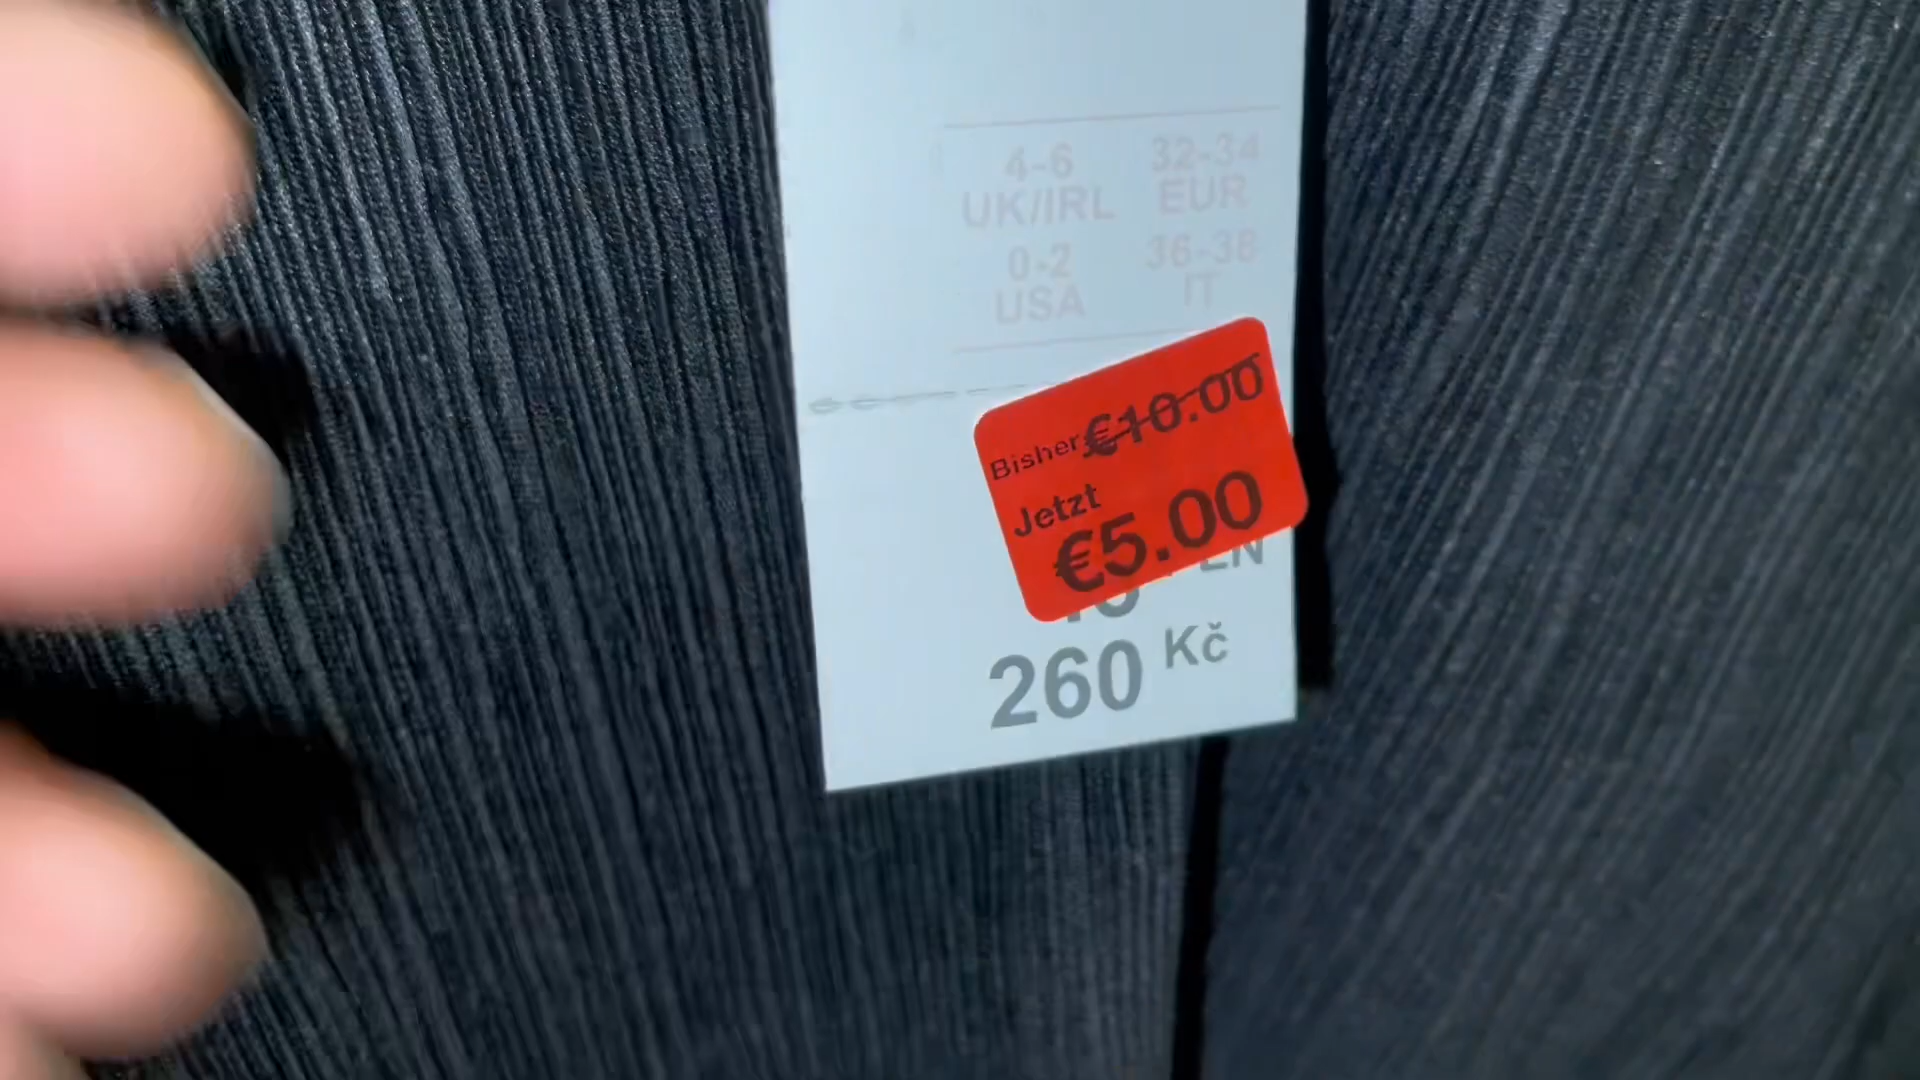 4-6 32-34
UK/IRL EUR
0-2 36-38
USA IT
Bisher €10.00
Jetzt
€5.00
260 Kč